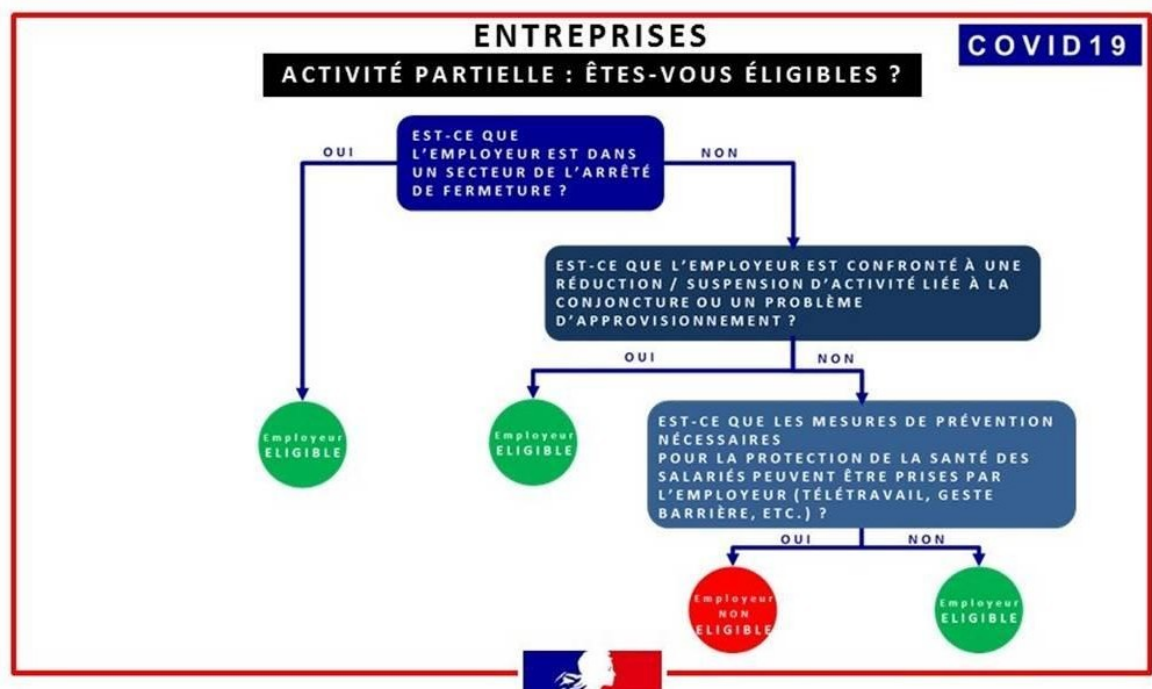 ENTREPRISES
COVID19
ACTIVITÉ PARTIELLE : ÊTES-VOUS ÉLIGIBLES ?
EST-CE QUE
L'EMPLOYEUR EST DANS
UN SECTEUR DE L'ARRÊTÉ
DE FERMETURE ?
OUI
NON
EST-CE QUE L'EMPLOYEUR EST CONFRONTÉ À UNE
RÉDUCTION / SUSPENSION D'ACTIVITÉ LIÉE À LA
CONJONCTURE OU UN PROBLÈME
D'APPROVISIONNEMENT ?
OUI
NON
Employeur
ELIGIBLE
Employeur
ELIGIBLE
EST-CE QUE LES MESURES DE PRÉVENTION
NÉCESSAIRES
POUR LA PROTECTION DE LA SANTÉ DES
SALARIÉS PEUVENT ÊTRE PRISES PAR
L'EMPLOYEUR (TÉLÉTRAVAIL, GESTE
BARRIÈRE, ETC.) ?
OUI
NON
Employeur
NON
ELIGIBLE
Employeur
ELIGIBLE